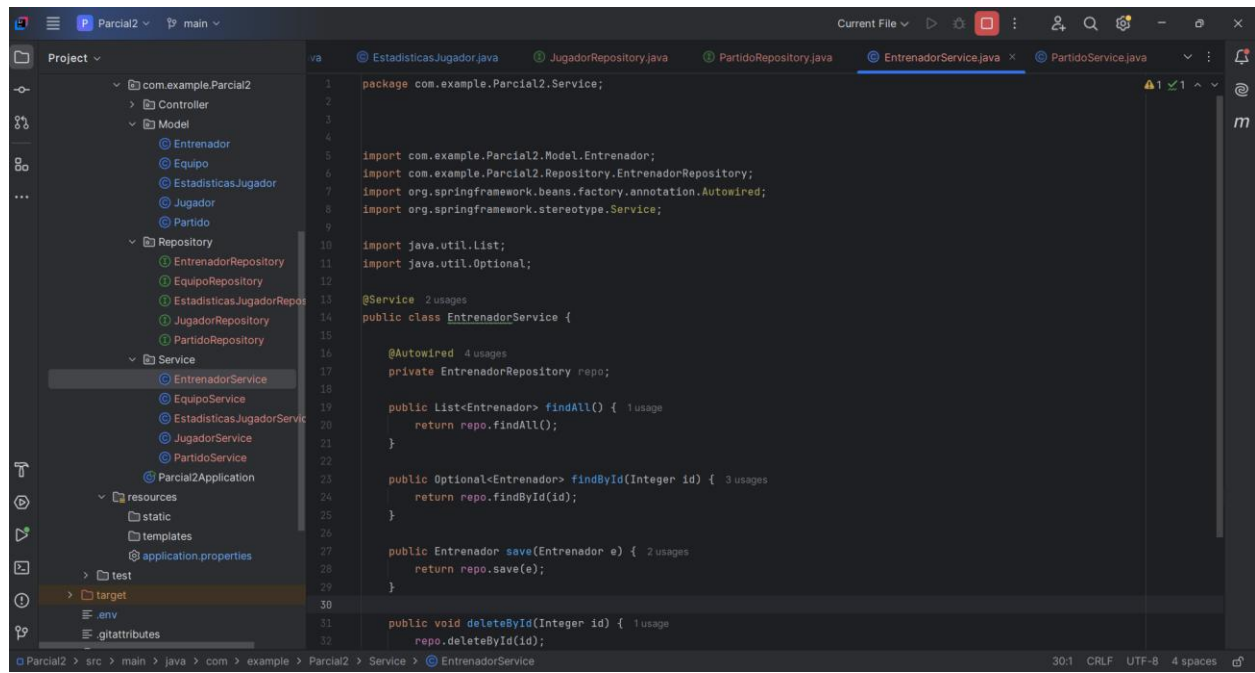 P Parcial2 main Current File
Project
va EstadisticasJugador.java JugadorRepository.java PartidoRepository.java EntrenadorService.java × PartidoService.java
com.example.Parcial2
Controller
Model
Entrenador
Equipo
EstadisticasJugador
Jugador
Partido
Repository
EntrenadorRepository
EquipoRepository
EstadisticasJugadorRepos
JugadorRepository
PartidoRepository
Service
EntrenadorService
EquipoService
EstadisticasJugadorServic
JugadorService
PartidoService
Parcial2Application
resources
static
templates
application.properties
test
target
.env
.gitattributes
1 package com.example.Parcial2.Service; 1 1
2
3
4
5 import com.example.Parcial2.Model.Entrenador;
6 import com.example.Parcial2.Repository.EntrenadorRepository;
7 import org.springframework.beans.factory.annotation.Autowired;
8 import org.springframework.stereotype.Service;
9
10 import java.util.List;
11 import java.util.Optional;
12
13 @Service 2 usages
14 public class EntrenadorService {
15
16 @Autowired 4 usages
17 private EntrenadorRepository repo;
18
19 public List<Entrenador> findAll() { 1 usage
20 return repo.findAll();
21 }
22
23 public Optional<Entrenador> findById(Integer id) { 3 usages
24 return repo.findById(id);
25 }
26
27 public Entrenador save(Entrenador e) { 2 usages
28 return repo.save(e);
29 }
30
31 public void deleteById(Integer id) { 1 usage
32 repo.deleteById(id);
m
Parcial2 > src > main > java > com > example > Parcial2 > Service > EntrenadorService 30:1 CRLF UTF-8 4 spaces